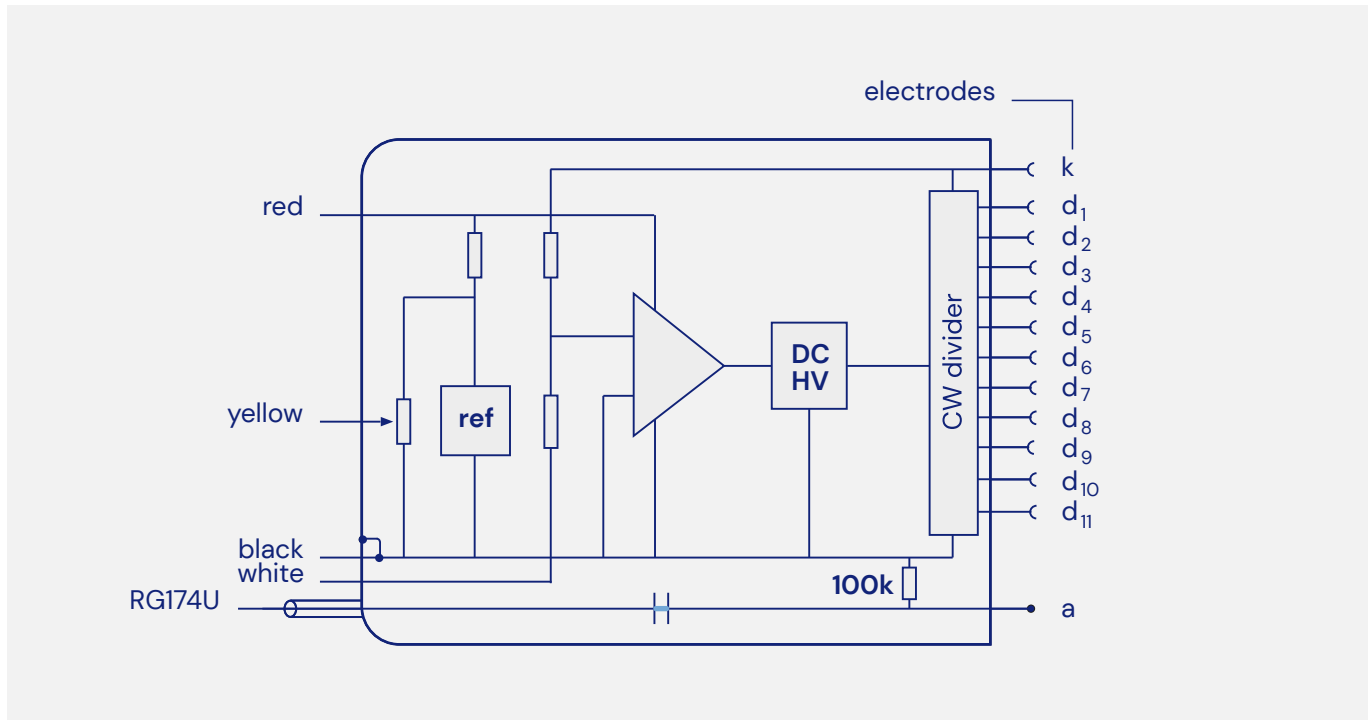 electrodes
k
red
d1
d2
d3
d4
d5
d6
d7
d8
d9
d10
d11
CW divider
DC
HV
yellow
ref
black
white
100k
RG174U
a